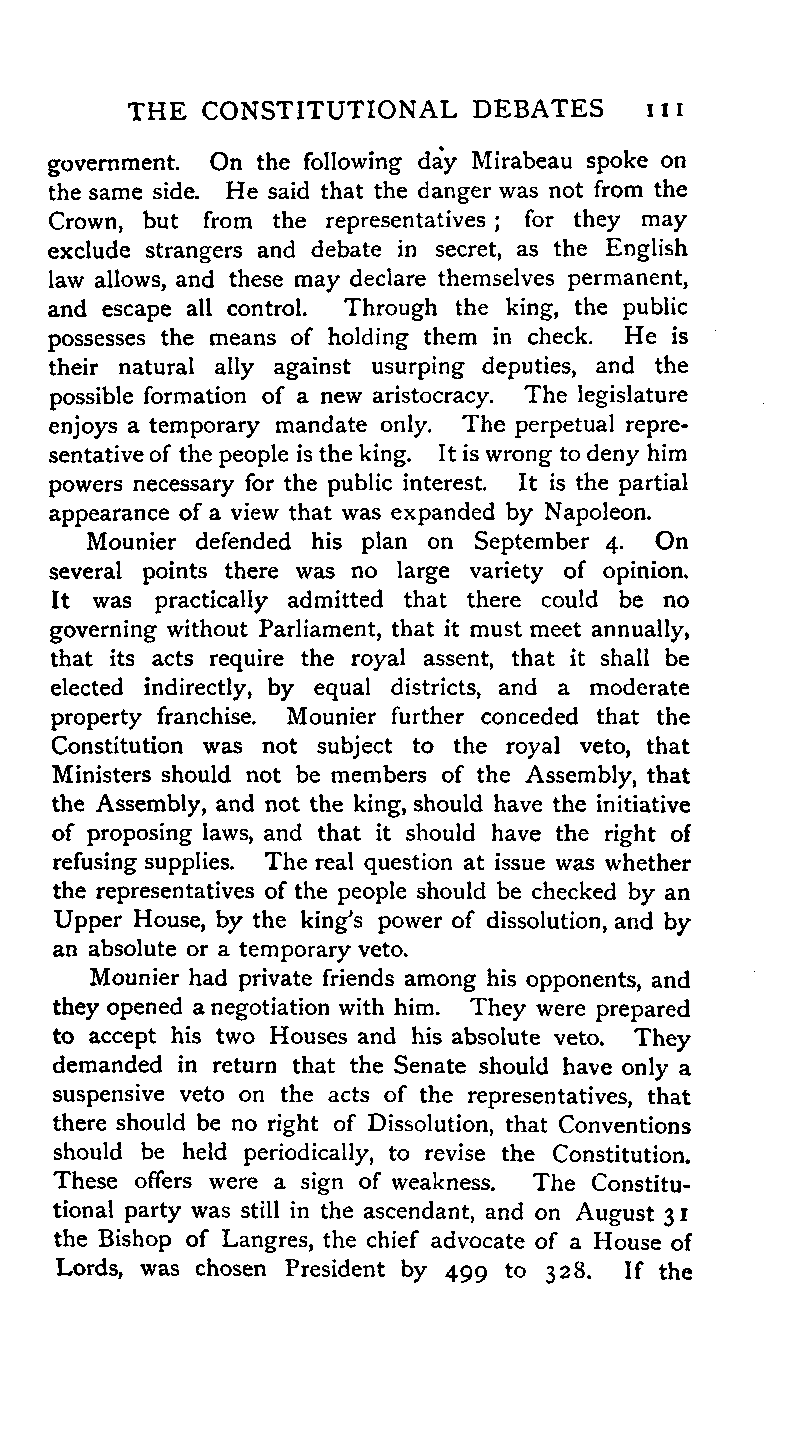 THE CONSTITUTIONAL DEBATES 111
government. On the following day Mirabeau spoke on
the same side. He said that the danger was not from the
Crown, but from the representatives ; for they may
exclude strangers and debate in secret, as the English
law allows, and these may declare themselves permanent,
and escape all control. Through the king, the public
possesses the means of holding them in check. He is
their natural ally against usurping deputies, and the
possible formation of a new aristocracy. The legislature
enjoys a temporary mandate only. The perpetual repre-
sentative of the people is the king. It is wrong to deny him
powers necessary for the public interest. It is the partial
appearance of a view that was expanded by Napoleon.
Mounier defended his plan on September 4. On
several points there was no large variety of opinion.
It was practically admitted that there could be no
governing without Parliament, that it must meet annually,
that its acts require the royal assent, that it shall be
elected indirectly, by equal districts, and a moderate
property franchise. Mounier further conceded that the
Constitution was not subject to the royal veto, that
Ministers should not be members of the Assembly, that
the Assembly, and not the king, should have the initiative
of proposing laws, and that it should have the right of
refusing supplies. The real question at issue was whether
the representatives of the people should be checked by an
Upper House, by the king's power of dissolution, and by
an absolute or a temporary veto.
Mounier had private friends among his opponents, and
they opened a negotiation with him. They were prepared
to accept his two Houses and his absolute veto. They
demanded in return that the Senate should have only a
suspensive veto on the acts of the representatives, that
there should be no right of Dissolution, that Conventions
should be held periodically, to revise the Constitution.
These offers were a sign of weakness. The Constitu-
tional party was still in the ascendant, and on August 31
the Bishop of Langres, the chief advocate of a House of
Lords, was chosen President by 499 to 328. If the